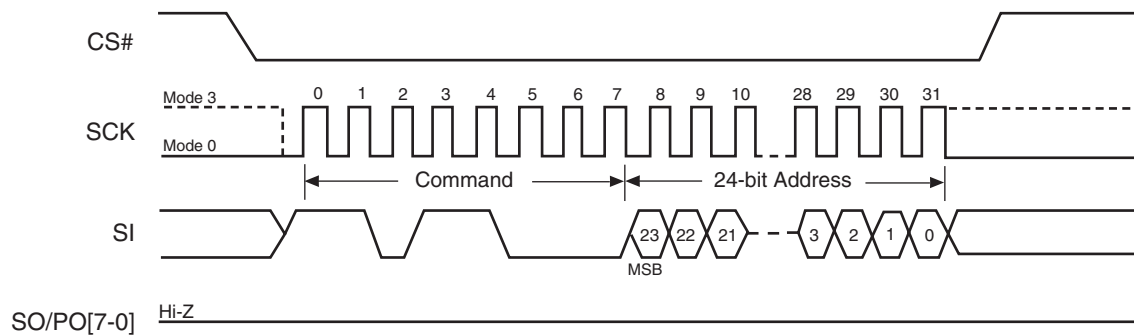 CS#
Mode 3
0 1 2 3 4 5 6 7 8 9 10 28 29 30 31
SCK
Mode 0
Command 24-bit Address
SI
23 22 21 3 2 1 0
MSB
Hi-Z
SO/PO[7-0]